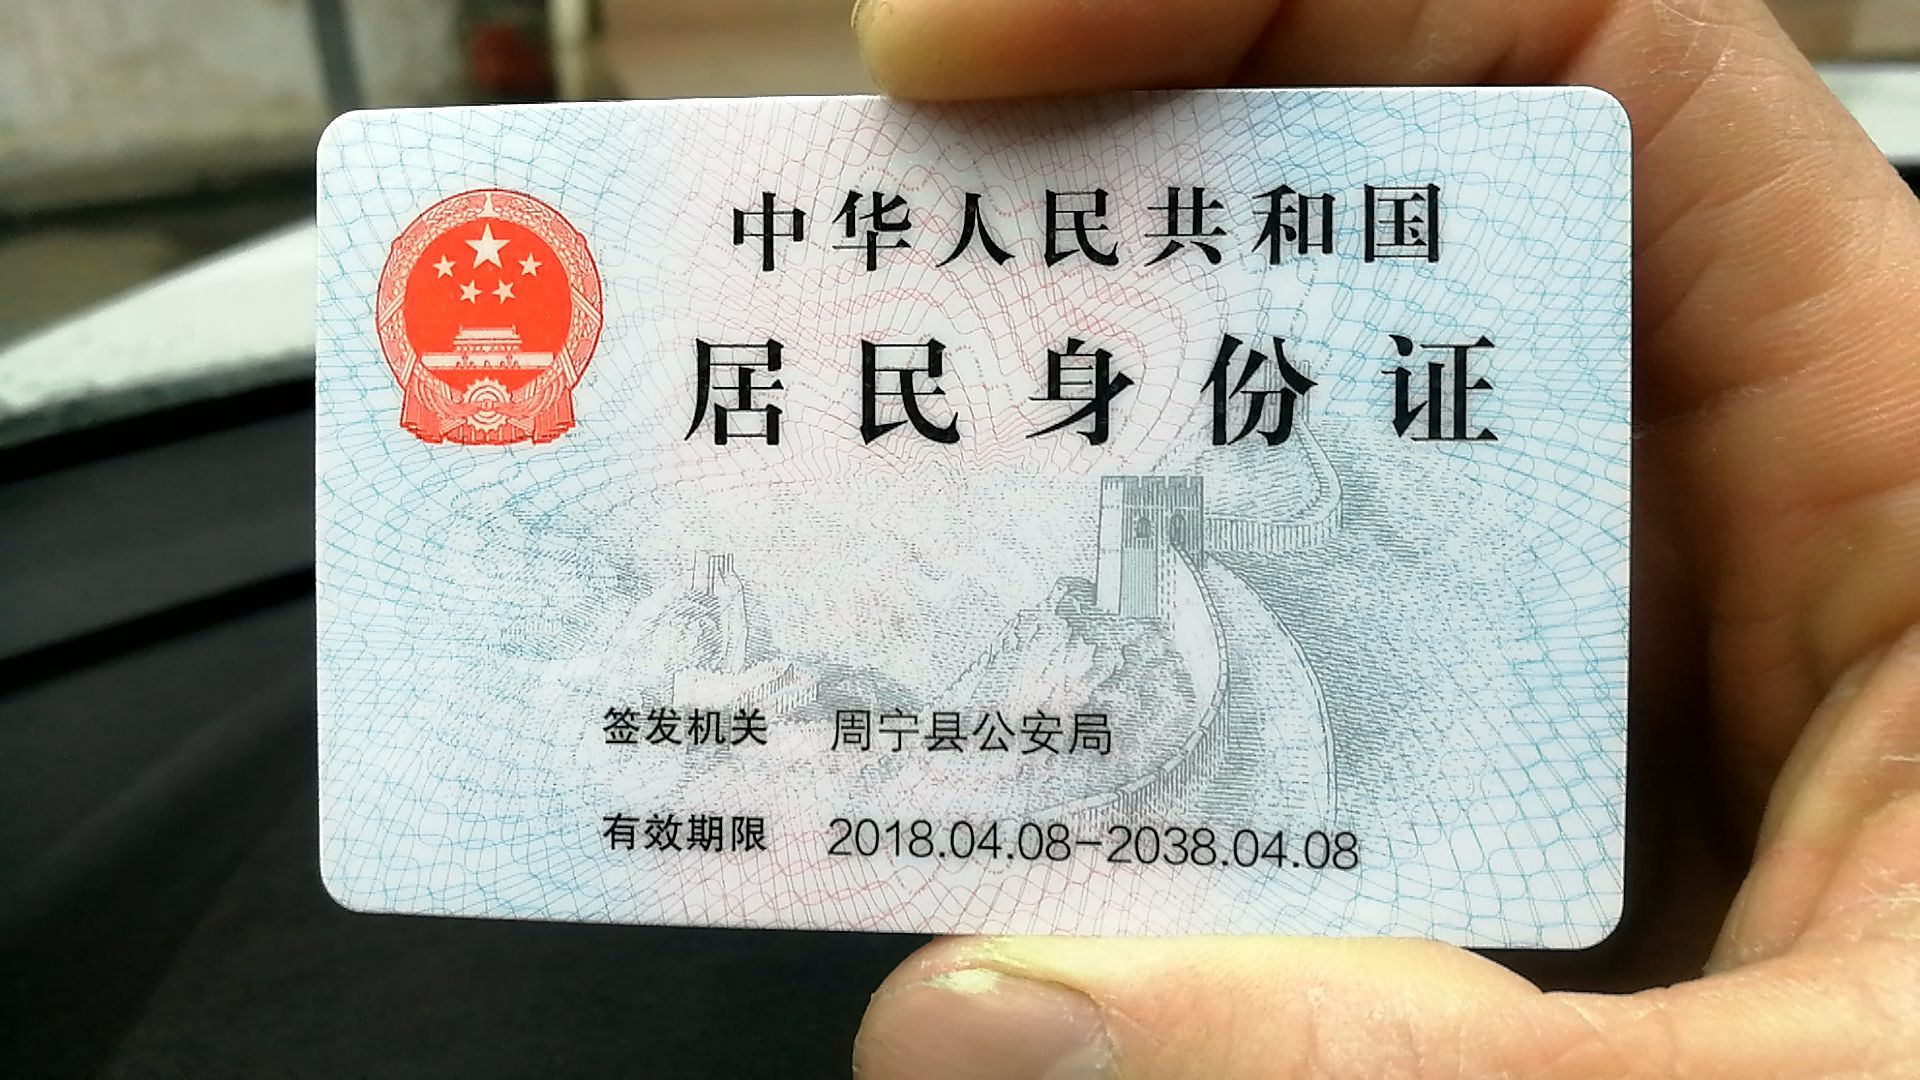 中华人民共和国
居民身份证
签发机关 周宁县公安局
有效期限 2018.04.08-2038.04.08